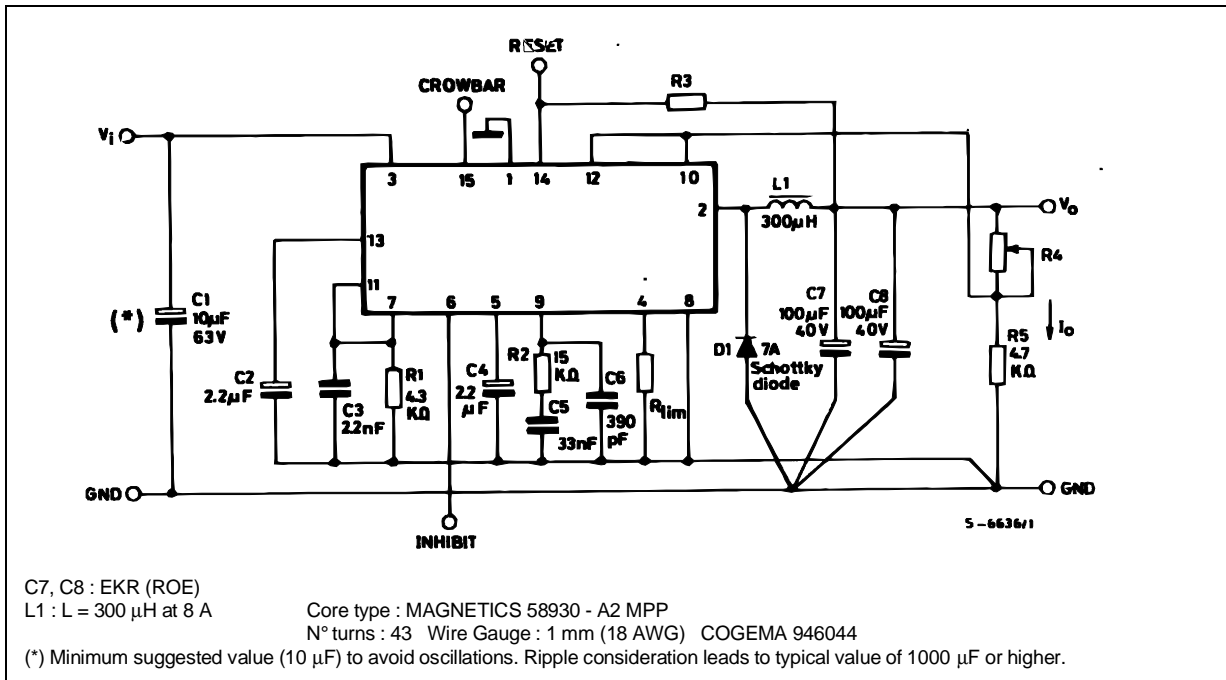 RESET
CROWBAR
R3
Vi
3
15
1
14
12
10
L1
2
300µH
Vo
13
R4
11
(*)
C1
10µF
63V
7
6
5
9
4
8
C7
100µF
40V
C8
100µF
40V
Io
R5
4.7
KΩ
D1
7A
Schottky
diode
C2
2.2µF
C3
2.2nF
R1
4.3
KΩ
C4
2.2
µF
R2
15
KΩ
C5
33nF
C6
390
pF
Rlim
GND
GND
INHIBIT
S-6636/1
C7, C8 : EKR (ROE)
L1 : L = 300 µH at 8 A Core type : MAGNETICS 58930 - A2 MPP
N° turns : 43 Wire Gauge : 1 mm (18 AWG) COGEMA 946044
(*) Minimum suggested value (10 µF) to avoid oscillations. Ripple consideration leads to typical value of 1000 µF or higher.